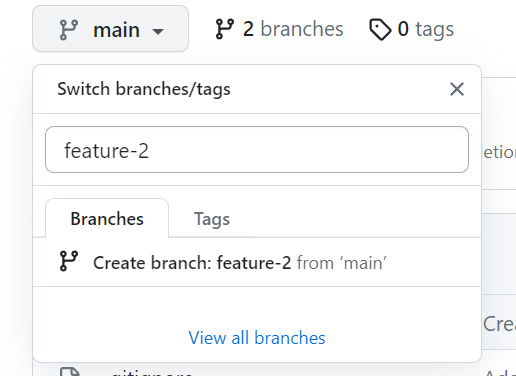 main 2 branches 0 tags
Switch branches/tags
feature-2
Branches Tags
Create branch: feature-2 from ‘main’
View all branches